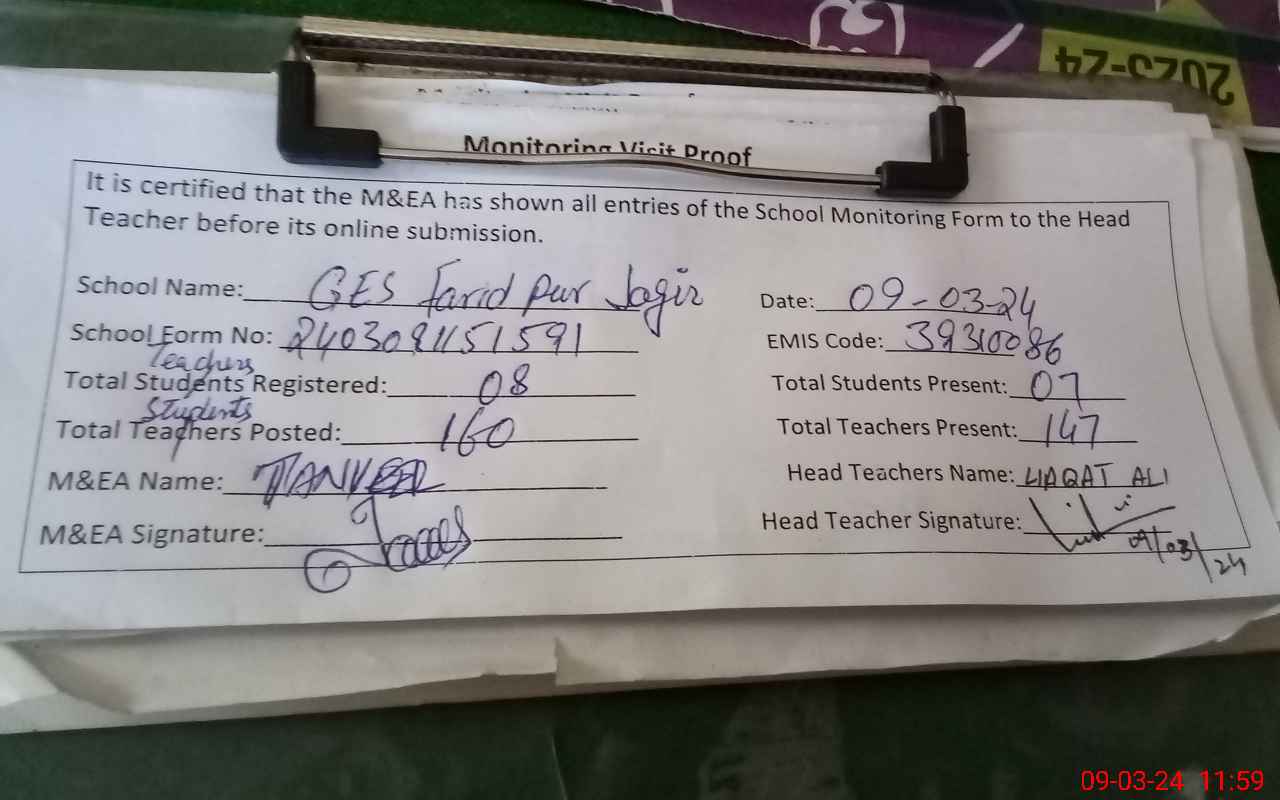 2023-24
Monitoring Visit Proof
It is certified that the M&EA has shown all entries of the School Monitoring Form to the Head
Teacher before its online submission.
School Name: GES Farid Pur Jagir Date: 09-03-24
School Form No: 2403081151591 EMIS Code: 39310086
Teachers
Total Students Registered: 08 Total Students Present: 07
Students
Total Teachers Posted: 160 Total Teachers Present: 147
M&EA Name: TANVEER Head Teachers Name: LIAQAT ALI
M&EA Signature: Head Teacher Signature:
09/03/24
09-03-24 11:59